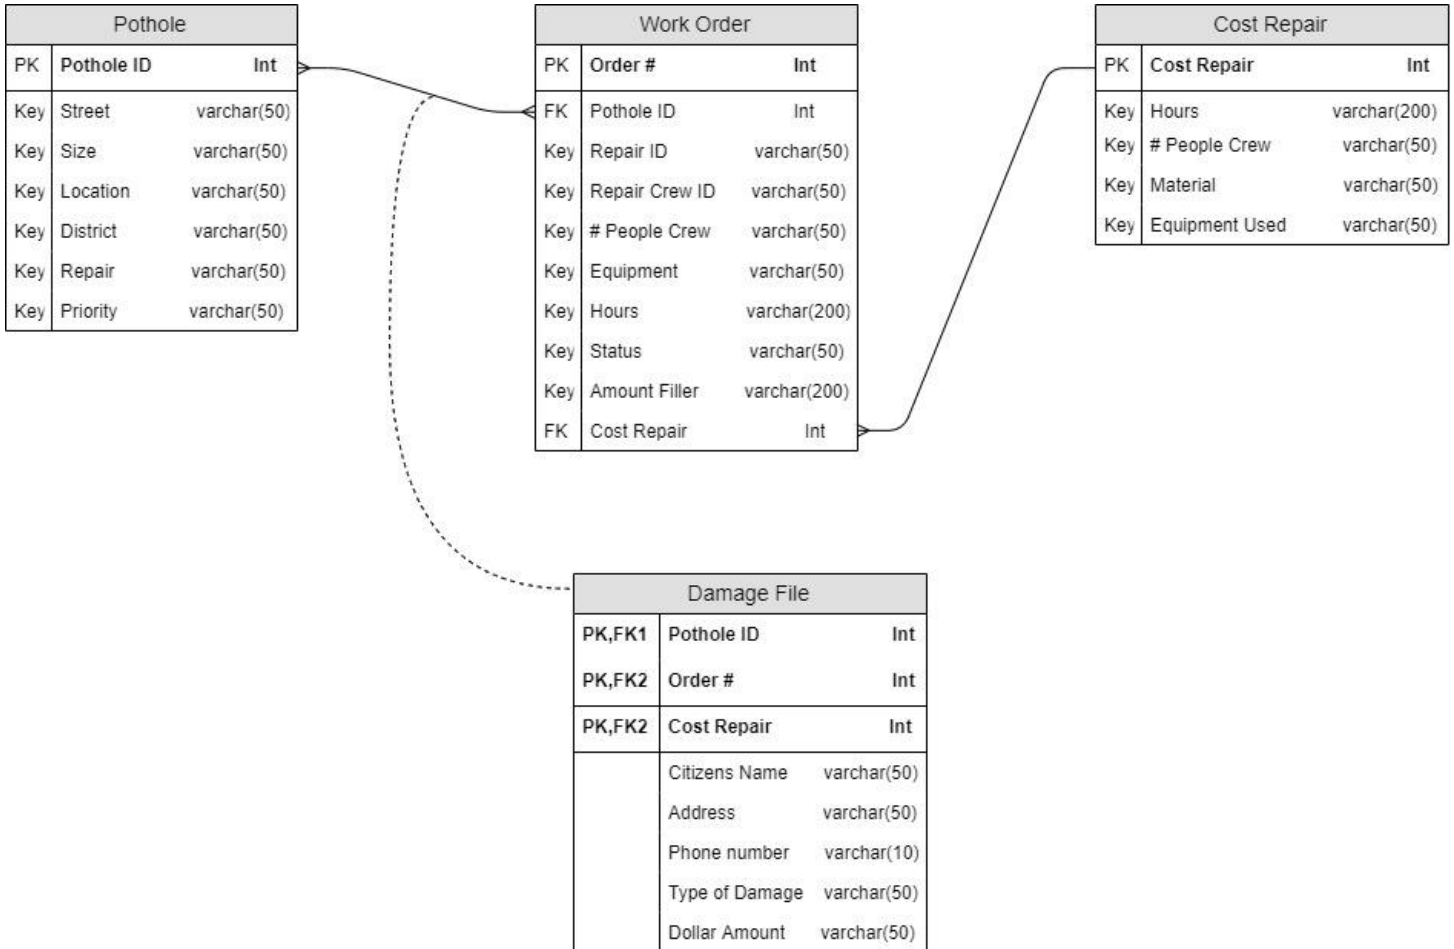 Pothole
PK Pothole ID Int
Key Street varchar(50)
Key Size varchar(50)
Key Location varchar(50)
Key District varchar(50)
Key Repair varchar(50)
Key Priority varchar(50)
Work Order
PK Order # Int
FK Pothole ID Int
Key Repair ID varchar(50)
Key Repair Crew ID varchar(50)
Key # People Crew varchar(50)
Key Equipment varchar(50)
Key Hours varchar(200)
Key Status varchar(50)
Key Amount Filler varchar(200)
FK Cost Repair Int
Cost Repair
PK Cost Repair Int
Key Hours varchar(200)
Key # People Crew varchar(50)
Key Material varchar(50)
Key Equipment Used varchar(50)
Damage File
PK,FK1 Pothole ID Int
PK,FK2 Order # Int
PK,FK2 Cost Repair Int
Citizens Name varchar(50)
Address varchar(50)
Phone number varchar(10)
Type of Damage varchar(50)
Dollar Amount varchar(50)